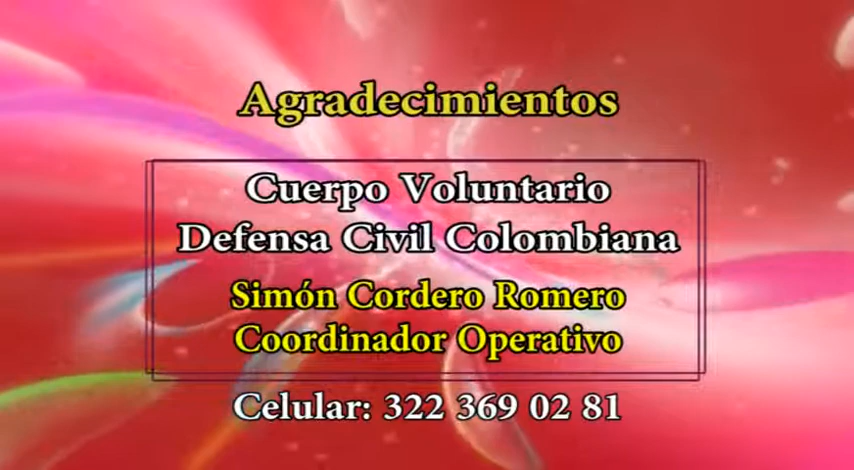 Agradecimientos
Cuerpo Voluntario
Defensa Civil Colombiana
Simón Cordero Romero
Coordinador Operativo
Celular: 322 369 02 81